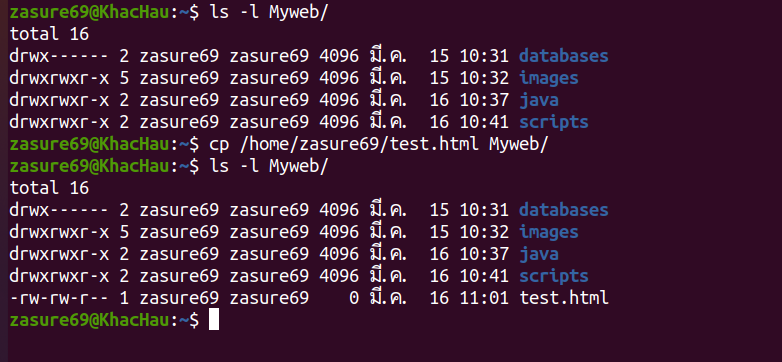 zasure69@KhacHau:~$ ls -l Myweb/
total 16
drwx------ 2 zasure69 zasure69 4096 มี.ค.  15 10:31 databases
drwxrwxr-x 5 zasure69 zasure69 4096 มี.ค.  15 10:32 images
drwxrwxr-x 2 zasure69 zasure69 4096 มี.ค.  16 10:37 java
drwxrwxr-x 2 zasure69 zasure69 4096 มี.ค.  16 10:41 scripts
zasure69@KhacHau:~$ cp /home/zasure69/test.html Myweb/
zasure69@KhacHau:~$ ls -l Myweb/
total 16
drwx------ 2 zasure69 zasure69 4096 มี.ค.  15 10:31 databases
drwxrwxr-x 5 zasure69 zasure69 4096 มี.ค.  15 10:32 images
drwxrwxr-x 2 zasure69 zasure69 4096 มี.ค.  16 10:37 java
drwxrwxr-x 2 zasure69 zasure69 4096 มี.ค.  16 10:41 scripts
-rw-rw-r-- 1 zasure69 zasure69    0 มี.ค.  16 11:01 test.html
zasure69@KhacHau:~$